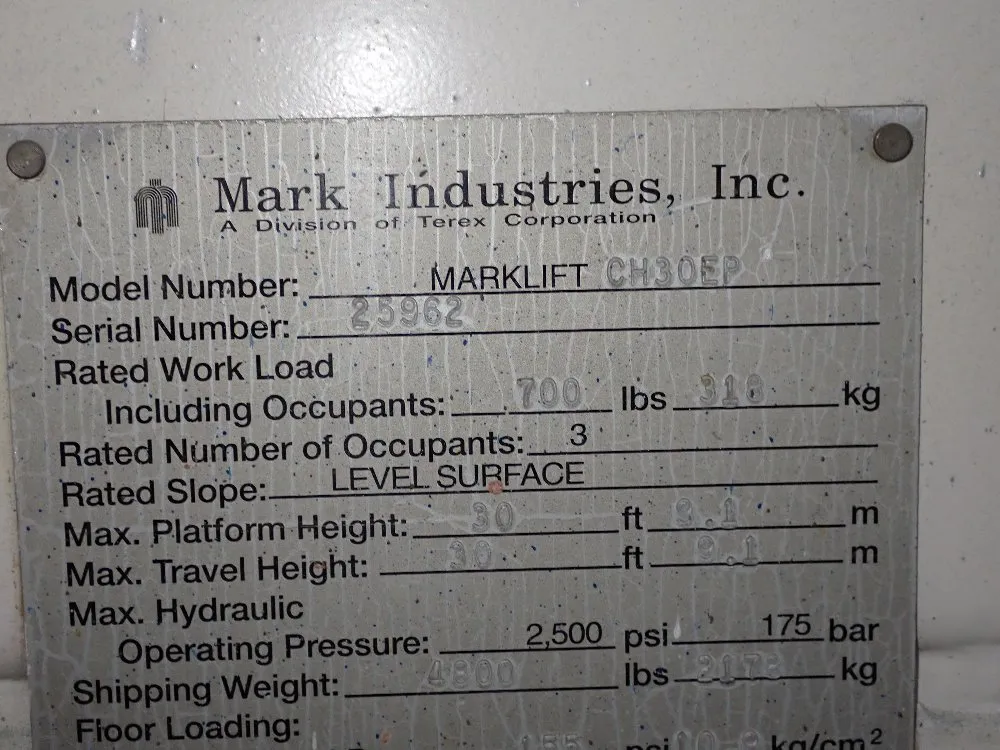 Mark Industries, Inc.
A Division of Terex Corporation
Model Number: MARKLIFT CH30EP
Serial Number: 25962
Rated Work Load
Including Occupants: 700 lbs 318 kg
Rated Number of Occupants: 3
Rated Slope: LEVEL SURFACE
Max. Platform Height: 30 ft 9.1 m
Max. Travel Height: 30 ft 9.1 m
Max. Hydraulic
Operating Pressure: 2,500 psi 175 bar
Shipping Weight: 4800 lbs kg
Floor Loading:
psi kg/cm²